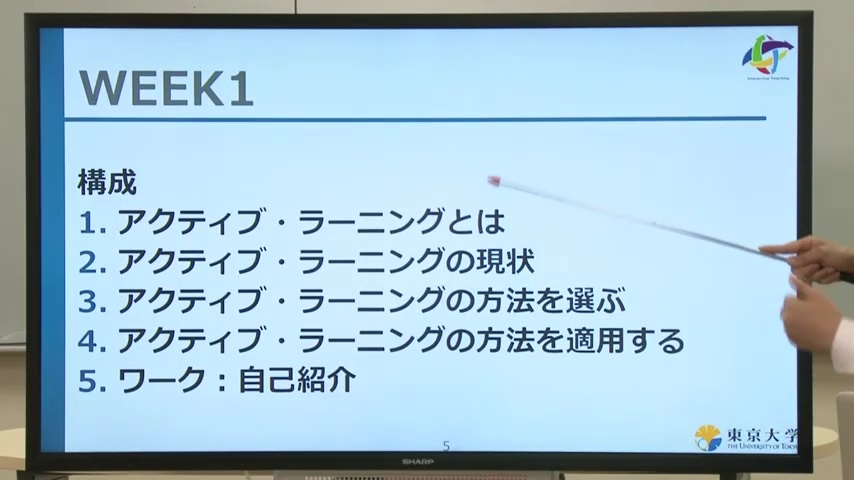 WEEK1
Interactive Teaching
構成
1. アクティブ・ラーニングとは
2. アクティブ・ラーニングの現状
3. アクティブ・ラーニングの方法を選ぶ
4. アクティブ・ラーニングの方法を適用する
5. ワーク：自己紹介
5
東京大学
THE UNIVERSITY OF TOKYO
SHARP